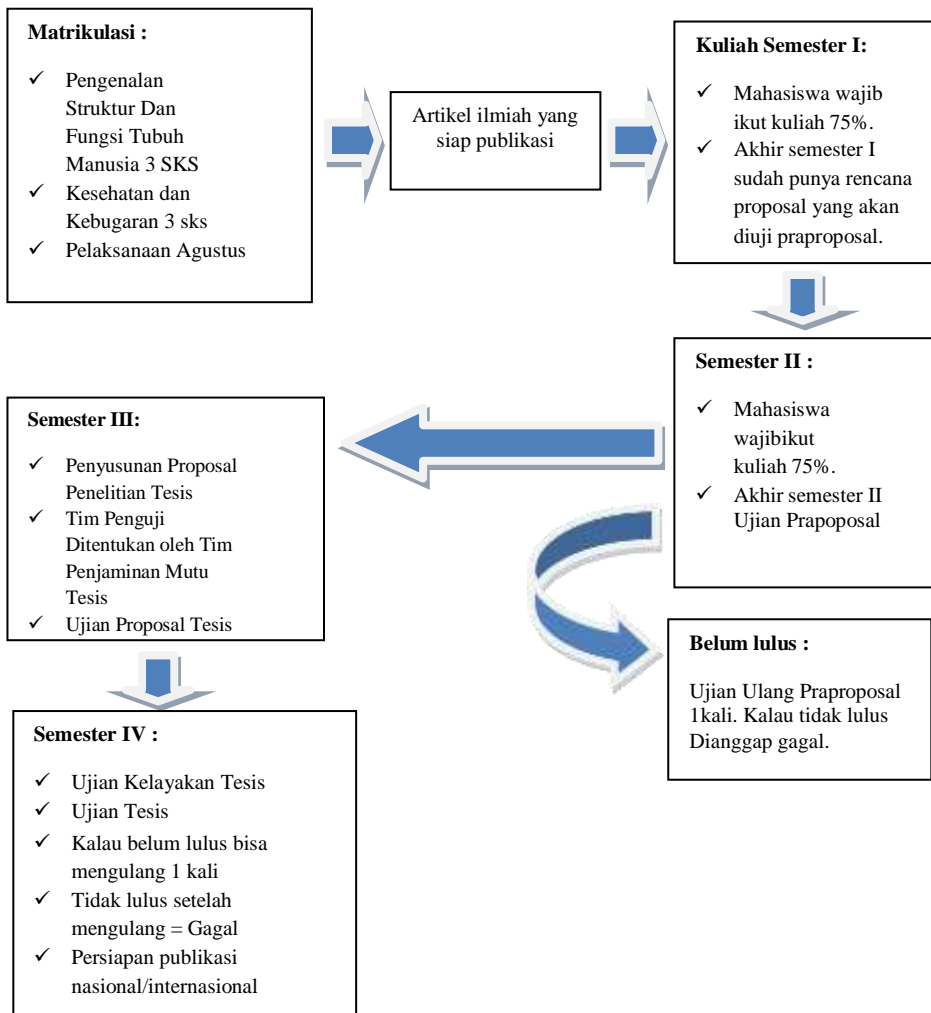 Matrikulasi :
✓ Pengenalan
Struktur Dan
Fungsi Tubuh
Manusia 3 SKS
✓ Kesehatan dan
Kebugaran 3 sks
✓ Pelaksanaan Agustus
Artikel ilmiah yang
siap publikasi
Kuliah Semester I:
✓ Mahasiswa wajib
ikut kuliah 75%.
✓ Akhir semester I
sudah punya rencana
proposal yang akan
diuji praproposal.
Semester II :
✓ Mahasiswa
wajibikut
kuliah 75%.
✓ Akhir semester II
Ujian Prapoposal
Semester III:
✓ Penyusunan Proposal
Penelitian Tesis
✓ Tim Penguji
Ditentukan oleh Tim
Penjaminan Mutu
Tesis
✓ Ujian Proposal Tesis
Belum lulus :
Ujian Ulang Praproposal
1kali. Kalau tidak lulus
Dianggap gagal.
Semester IV :
✓ Ujian Kelayakan Tesis
✓ Ujian Tesis
✓ Kalau belum lulus bisa
mengulang 1 kali
✓ Tidak lulus setelah
mengulang = Gagal
✓ Persiapan publikasi
nasional/internasional